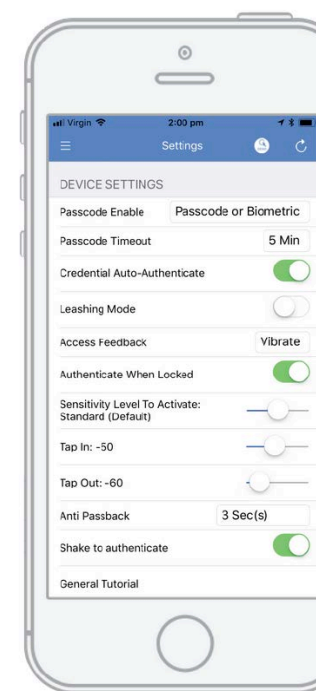 Virgin 2:00 pm
Settings
DEVICE SETTINGS
Passcode Enable Passcode or Biometric
Passcode Timeout 5 Min
Credential Auto-Authenticate
Leashing Mode
Access Feedback Vibrate
Authenticate When Locked
Sensitivity Level To Activate:
Standard (Default)
Tap In: -50
Tap Out: -60
Anti Passback 3 Sec(s)
Shake to authenticate
General Tutorial